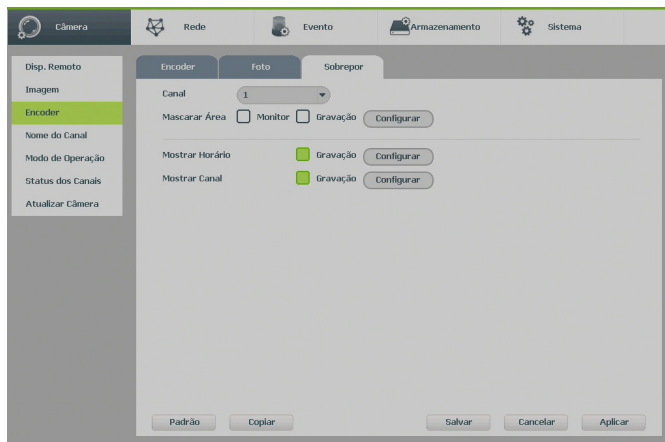 Câmera Rede Evento Armazenamento Sistema
Disp. Remoto
Imagem
Encoder
Nome do Canal
Modo de Operação
Status dos Canais
Atualizar Câmera
Encoder Foto Sobrepor
Canal 1
Mascarar Área Monitor Gravação Configurar
Mostrar Horário Gravação Configurar
Mostrar Canal Gravação Configurar
Padrão Copiar Salvar Cancelar Aplicar